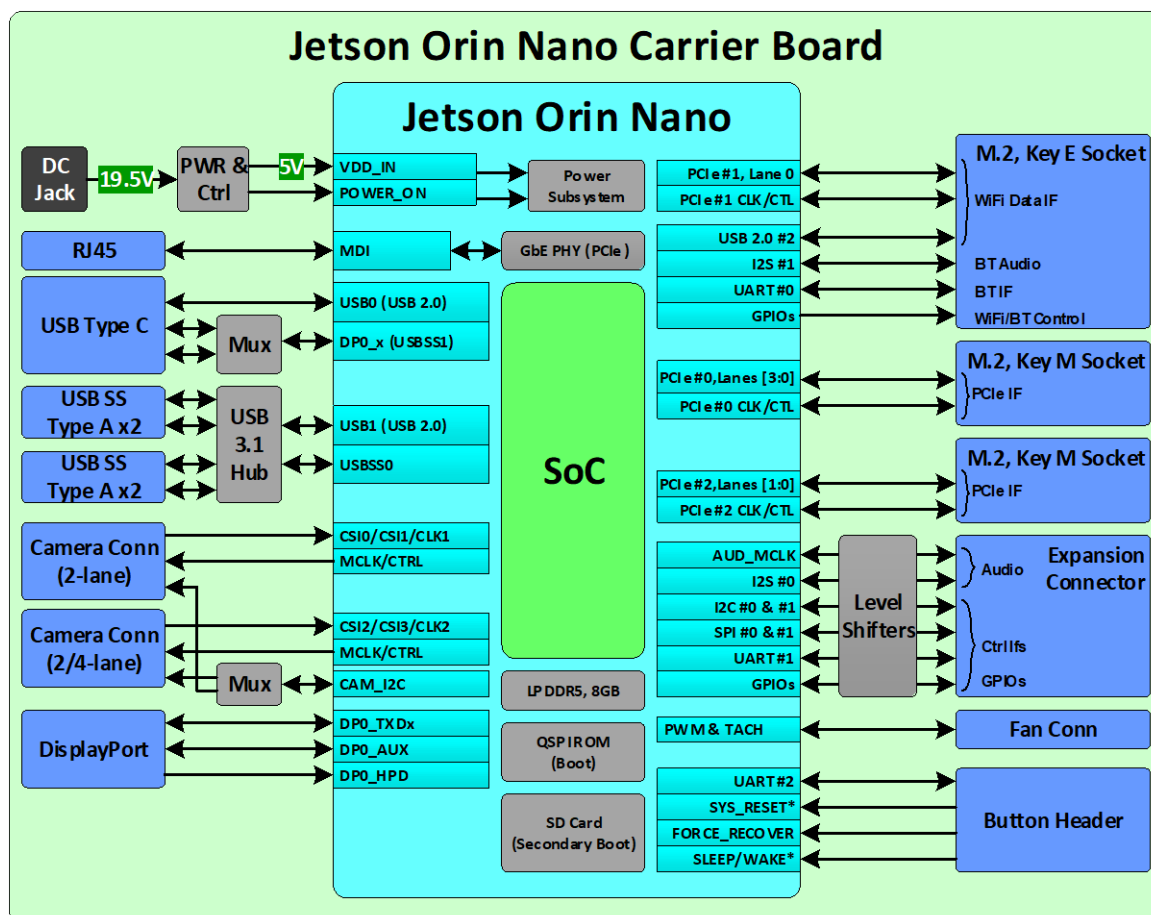 Jetson Orin Nano Carrier Board
Jetson Orin Nano
DC
Jack
19.5V
PWR &
Ctrl
5V
VDD_IN
POWER_ON
Power
Subsystem
RJ45
MDI
GbE PHY (PCIe)
USB Type C
Mux
USB0 (USB 2.0)
DP0_x (USBSS1)
USB SS
Type A x2
USB SS
Type A x2
USB
3.1
Hub
USB1 (USB 2.0)
USBSS0
SoC
Camera Conn
(2-lane)
CSI0/CSI1/CLK1
MCLK/CTRL
Camera Conn
(2/4-lane)
CSI2/CSI3/CLK2
MCLK/CTRL
Mux
CAM_I2C
DisplayPort
DP0_TXDx
DP0_AUX
DP0_HPD
LPDDR5, 8GB
QSPI ROM
(Boot)
SD Card
(Secondary Boot)
PCIe #1, Lane 0
PCIe #1 CLK/CTL
USB 2.0 #2
I2S #1
UART#0
GPIOs
M.2, Key E Socket
WiFi Data IF
BT Audio
BT IF
WiFi/BT Control
PCIe #0,Lanes [3:0]
PCIe #0 CLK/CTL
M.2, Key M Socket
PCIe IF
PCIe #2,Lanes [1:0]
PCIe #2 CLK/CTL
M.2, Key M Socket
PCIe IF
AUD_MCLK
I2S #0
I2C #0 & #1
SPI #0 & #1
UART#1
GPIOs
Level
Shifters
Expansion
Connector
Audio
Ctrl Ifs
GPIOs
PWM & TACH
Fan Conn
UART#2
SYS_RESET*
FORCE_RECOVER
SLEEP/WAKE*
Button Header